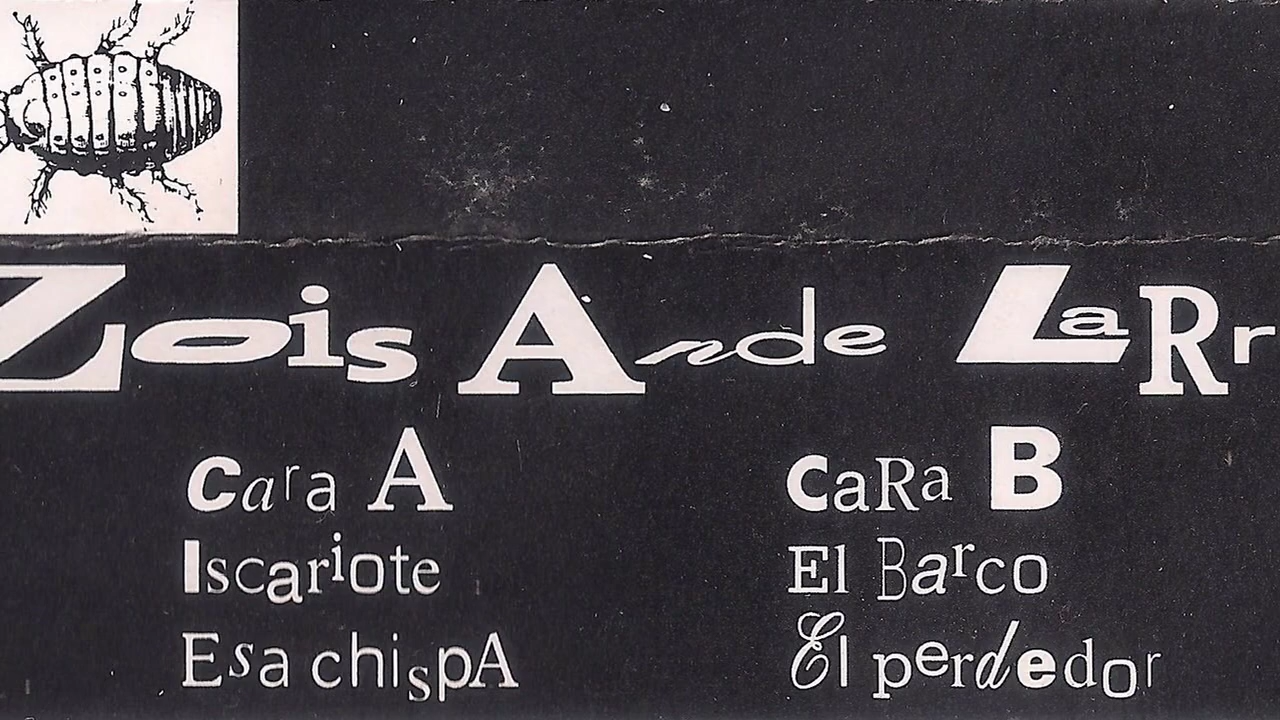 Zois Ande LaRr
Cara A
Iscariote
Esa chispA
CaRa B
El Barco
El perdedor